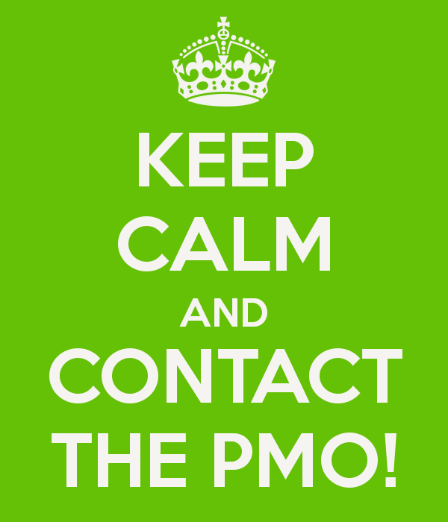 KEEP
CALM
AND
CONTACT
THE PMO!